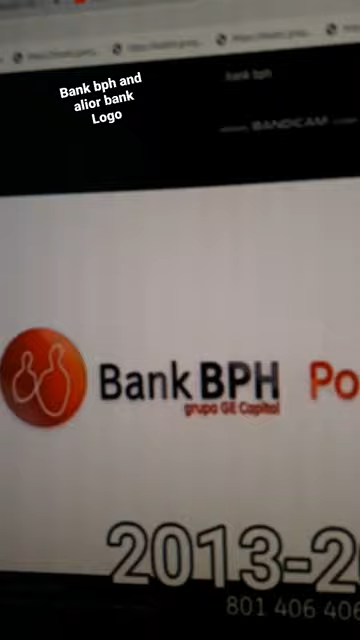 Bank bph and
alior bank
Logo
bank bph
BANDICAM
Bank BPH Po
grupa GE Capital
2013-20
801 406 406